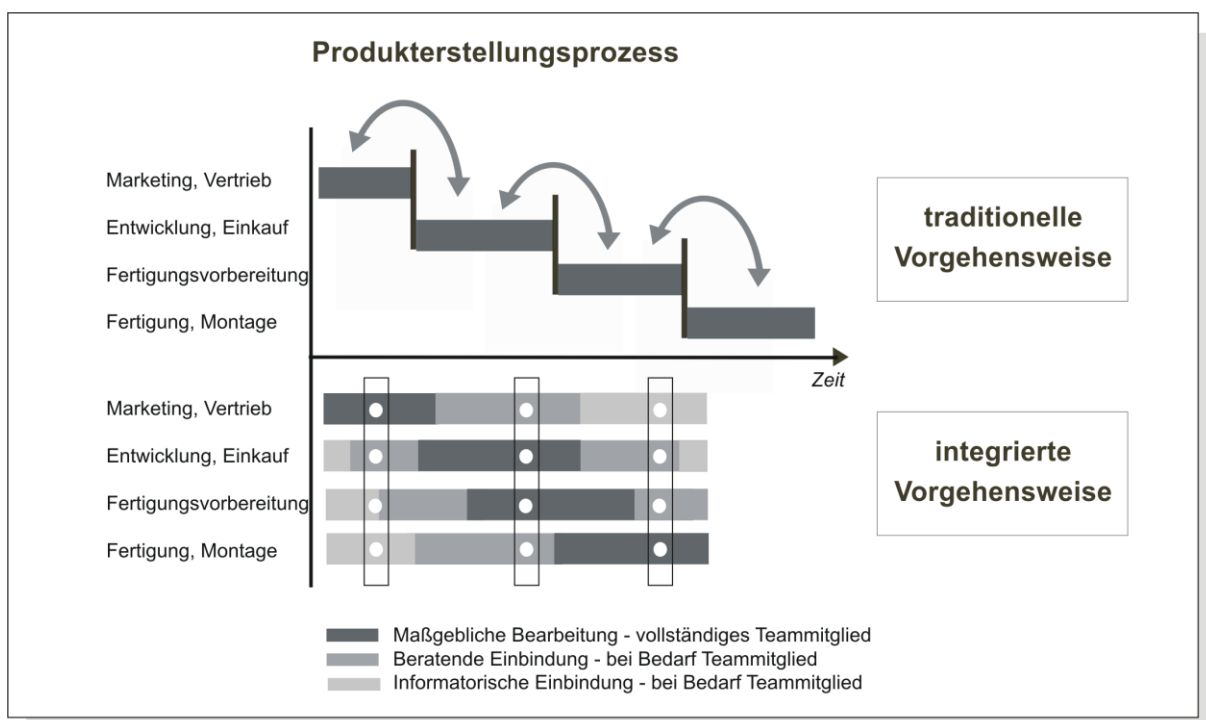 Produkterstellungsprozess
Marketing, Vertrieb
Entwicklung, Einkauf
Fertigungsvorbereitung
Fertigung, Montage
traditionelle
Vorgehensweise
Zeit
Marketing, Vertrieb
Entwicklung, Einkauf
Fertigungsvorbereitung
Fertigung, Montage
integrierte
Vorgehensweise
Maßgebliche Bearbeitung - vollständiges Teammitglied
Beratende Einbindung - bei Bedarf Teammitglied
Informatorische Einbindung - bei Bedarf Teammitglied